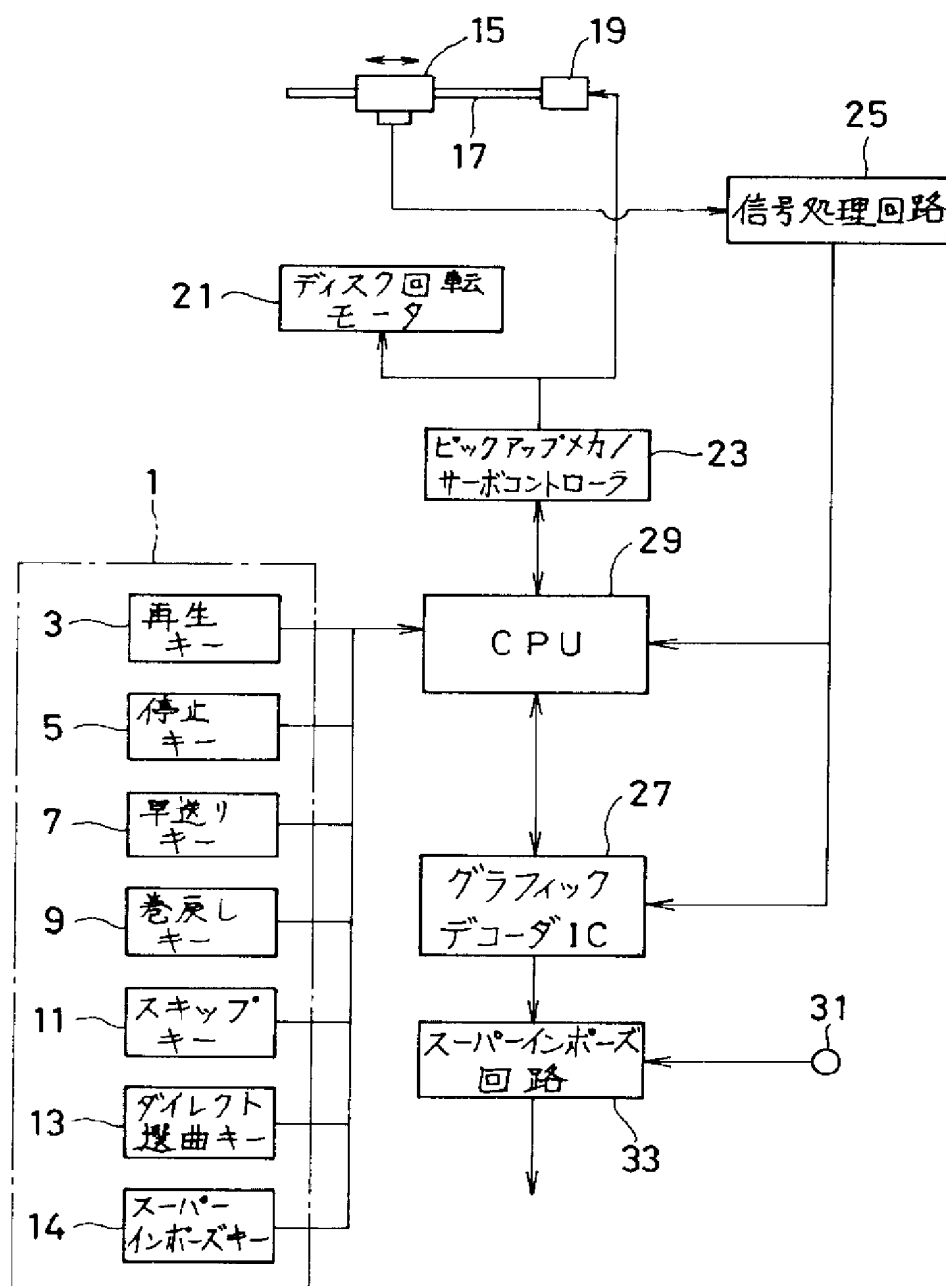 15
19
17
25
信号処理回路
21
ディスク回転
モータ
ピックアップメカ/
サーボコントローラ
23
1
29
CPU
3
再生
キー
5
停止
キー
7
早送り
キー
27
グラフィック
デコーダIC
9
巻戻し
キー
11
スキップ
キー
スーパーインポーズ
回路
31
33
13
ダイレクト
選曲キー
14
スーパー
インポーズキー